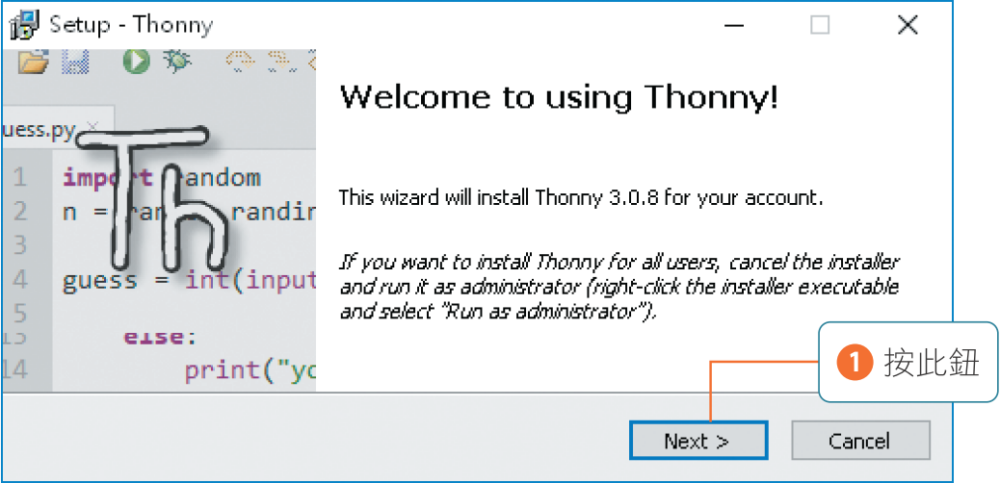 Setup - Thonny
Welcome to using Thonny!
uess.py ×
Th
1 import random
2 n = ran randin
3
4 guess = int(input
5
13 else:
14 print("yo
This wizard will install Thonny 3.0.8 for your account.
If you want to install Thonny for all users, cancel the installer
and run it as administrator (right-click the installer executable
and select "Run as administrator").
1 按此鈕
Next >
Cancel